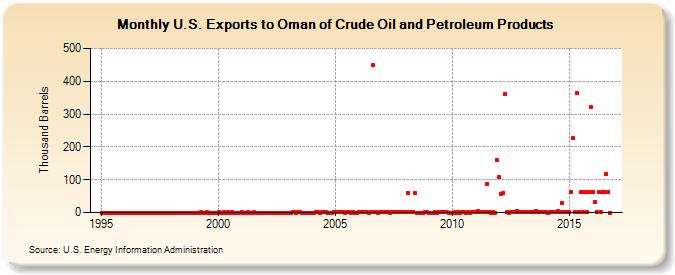 Monthly U.S. Exports to Oman of Crude Oil and Petroleum Products
Thousand Barrels
500
400
300
200
100
0
1995 2000 2005 2010 2015
Source: U.S. Energy Information Administration